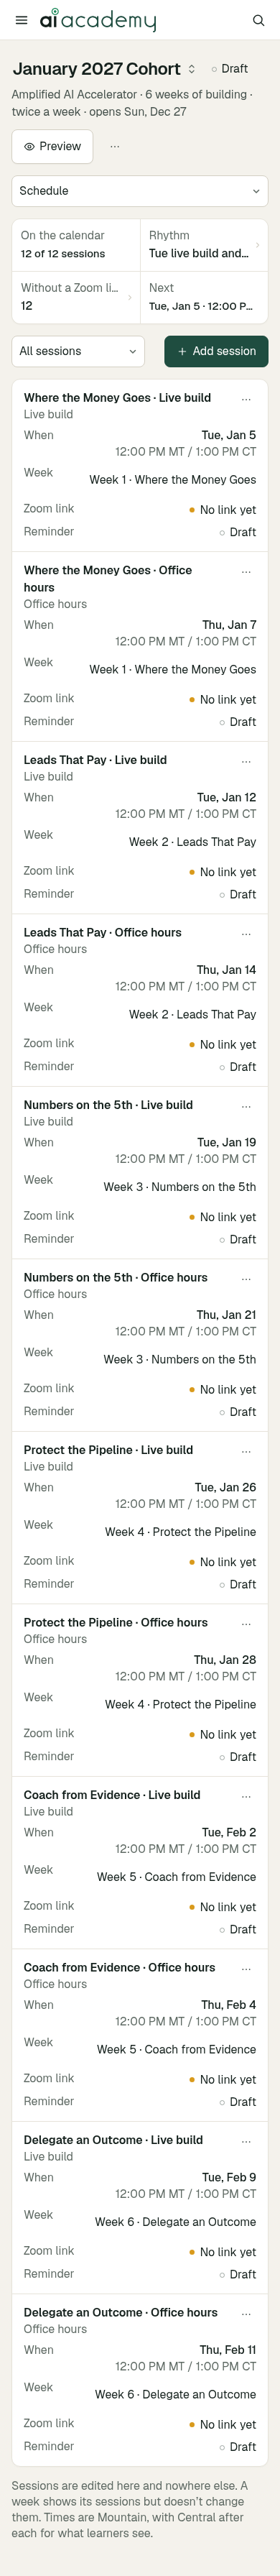 ai academy
January 2027 Cohort
Draft
Amplified AI Accelerator · 6 weeks of building ·
twice a week · opens Sun, Dec 27
Preview
...
Schedule
On the calendar
12 of 12 sessions
Rhythm
Tue live build and…
Without a Zoom li…
12
Next
Tue, Jan 5 · 12:00 P…
All sessions
+ Add session
Where the Money Goes · Live build
...
Live build
When
Tue, Jan 5
12:00 PM MT / 1:00 PM CT
Week
Week 1 · Where the Money Goes
Zoom link
No link yet
Reminder
Draft
Where the Money Goes · Office
hours
...
Office hours
When
Thu, Jan 7
12:00 PM MT / 1:00 PM CT
Week
Week 1 · Where the Money Goes
Zoom link
No link yet
Reminder
Draft
Leads That Pay · Live build
...
Live build
When
Tue, Jan 12
12:00 PM MT / 1:00 PM CT
Week
Week 2 · Leads That Pay
Zoom link
No link yet
Reminder
Draft
Leads That Pay · Office hours
...
Office hours
When
Thu, Jan 14
12:00 PM MT / 1:00 PM CT
Week
Week 2 · Leads That Pay
Zoom link
No link yet
Reminder
Draft
Numbers on the 5th · Live build
...
Live build
When
Tue, Jan 19
12:00 PM MT / 1:00 PM CT
Week
Week 3 · Numbers on the 5th
Zoom link
No link yet
Reminder
Draft
Numbers on the 5th · Office hours
...
Office hours
When
Thu, Jan 21
12:00 PM MT / 1:00 PM CT
Week
Week 3 · Numbers on the 5th
Zoom link
No link yet
Reminder
Draft
Protect the Pipeline · Live build
...
Live build
When
Tue, Jan 26
12:00 PM MT / 1:00 PM CT
Week
Week 4 · Protect the Pipeline
Zoom link
No link yet
Reminder
Draft
Protect the Pipeline · Office hours
...
Office hours
When
Thu, Jan 28
12:00 PM MT / 1:00 PM CT
Week
Week 4 · Protect the Pipeline
Zoom link
No link yet
Reminder
Draft
Coach from Evidence · Live build
...
Live build
When
Tue, Feb 2
12:00 PM MT / 1:00 PM CT
Week
Week 5 · Coach from Evidence
Zoom link
No link yet
Reminder
Draft
Coach from Evidence · Office hours
...
Office hours
When
Thu, Feb 4
12:00 PM MT / 1:00 PM CT
Week
Week 5 · Coach from Evidence
Zoom link
No link yet
Reminder
Draft
Delegate an Outcome · Live build
...
Live build
When
Tue, Feb 9
12:00 PM MT / 1:00 PM CT
Week
Week 6 · Delegate an Outcome
Zoom link
No link yet
Reminder
Draft
Delegate an Outcome · Office hours
...
Office hours
When
Thu, Feb 11
12:00 PM MT / 1:00 PM CT
Week
Week 6 · Delegate an Outcome
Zoom link
No link yet
Reminder
Draft
Sessions are edited here and nowhere else. A
week shows its sessions but doesn't change
them. Times are Mountain, with Central after
each for what learners see.